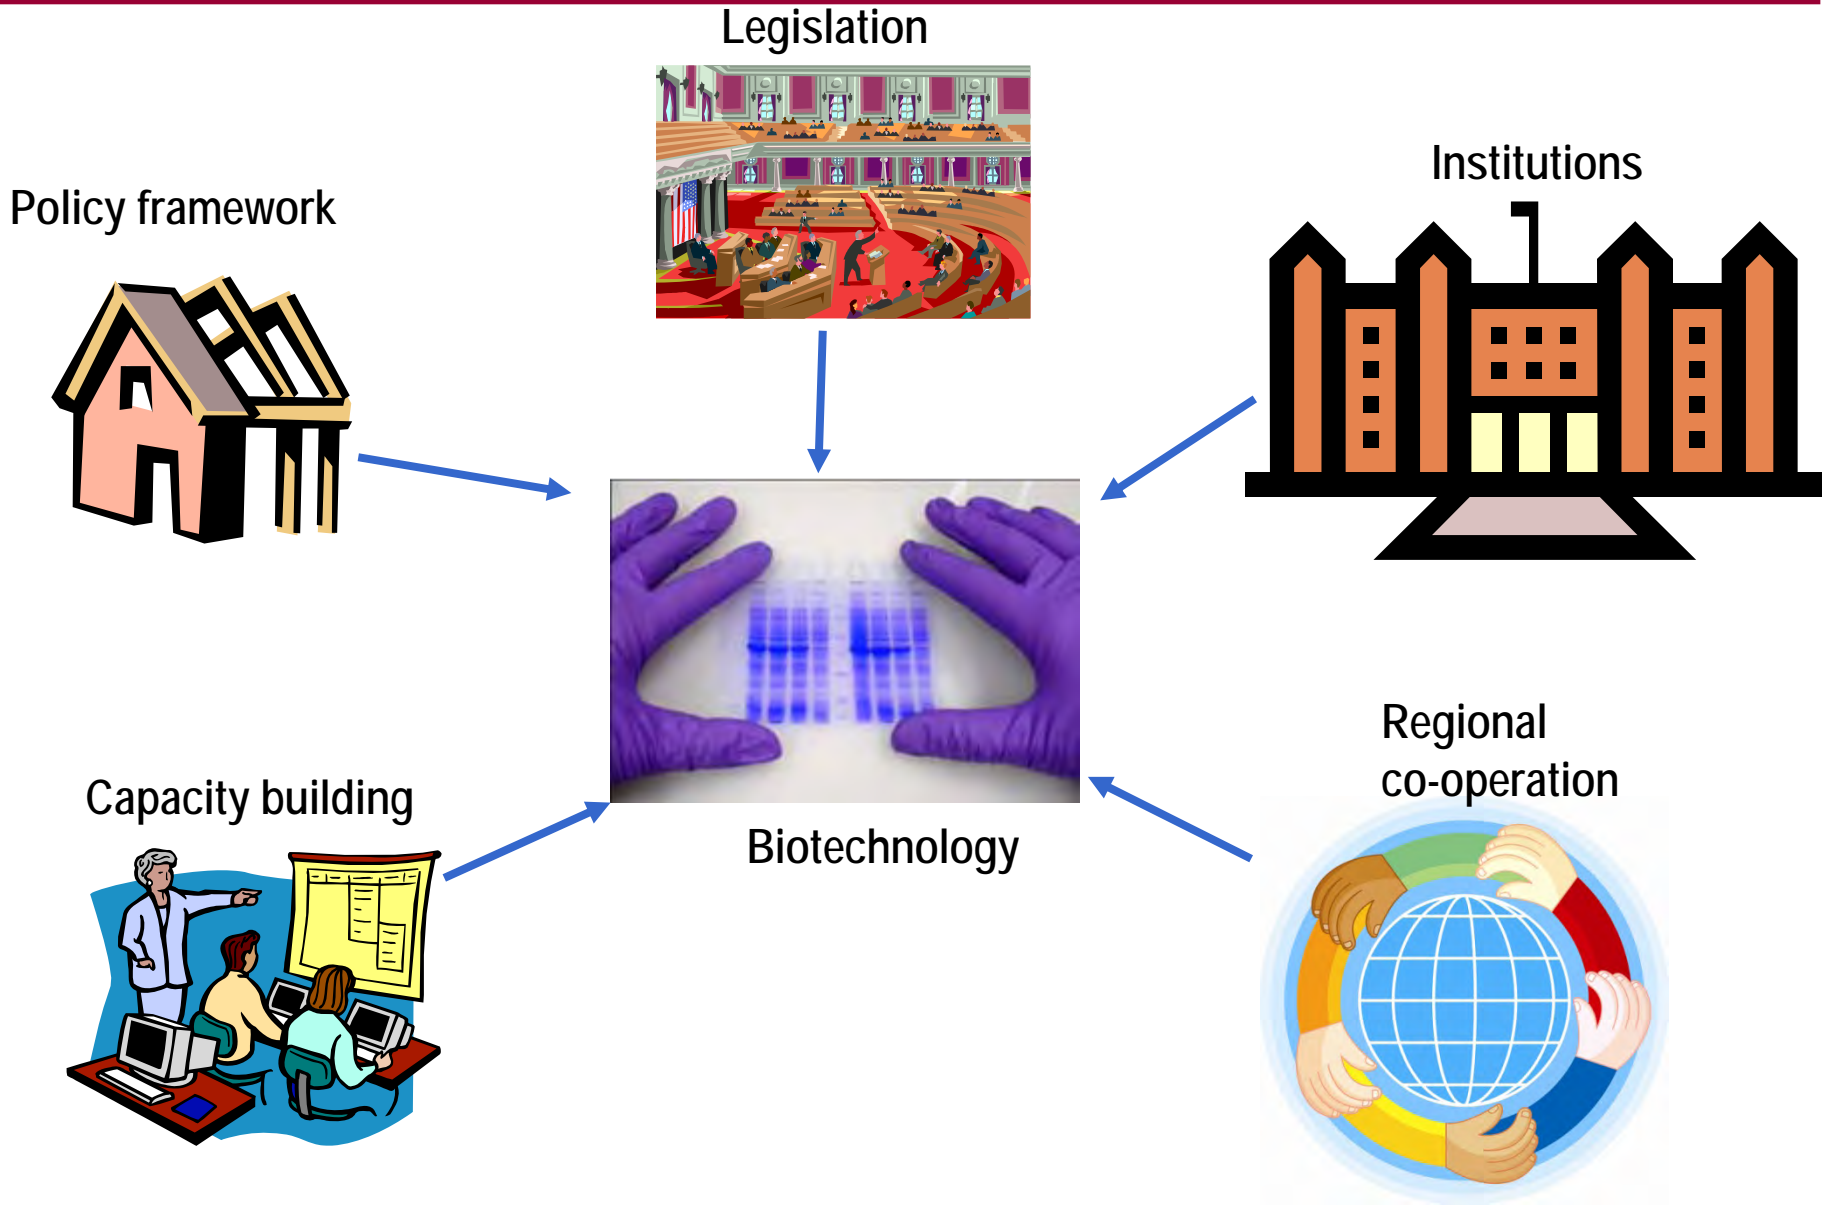 Legislation
Institutions
Policy framework
Regional
co-operation
Capacity building
Biotechnology